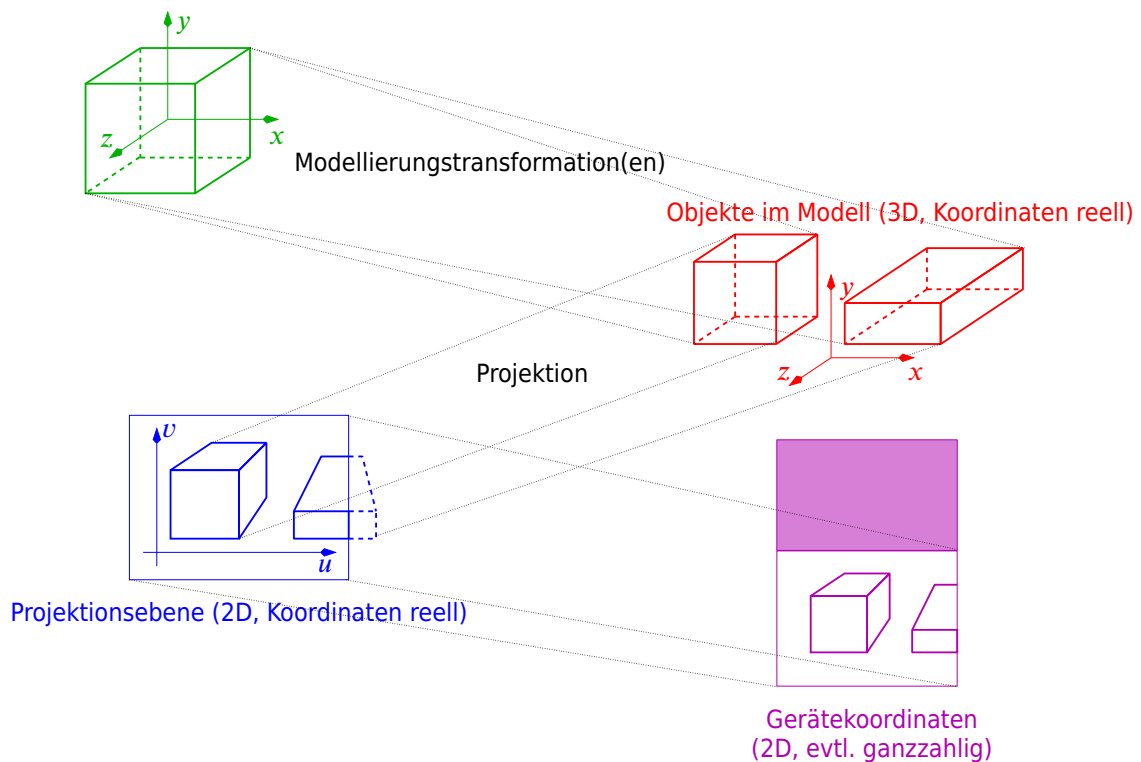 y
x
z
Modellierungstransformation(en)
Objekte im Modell (3D, Koordinaten reell)
y
x
z
Projektion
v
u
Projektionsebene (2D, Koordinaten reell)
Gerätekoordinaten
(2D, evtl. ganzzahlig)